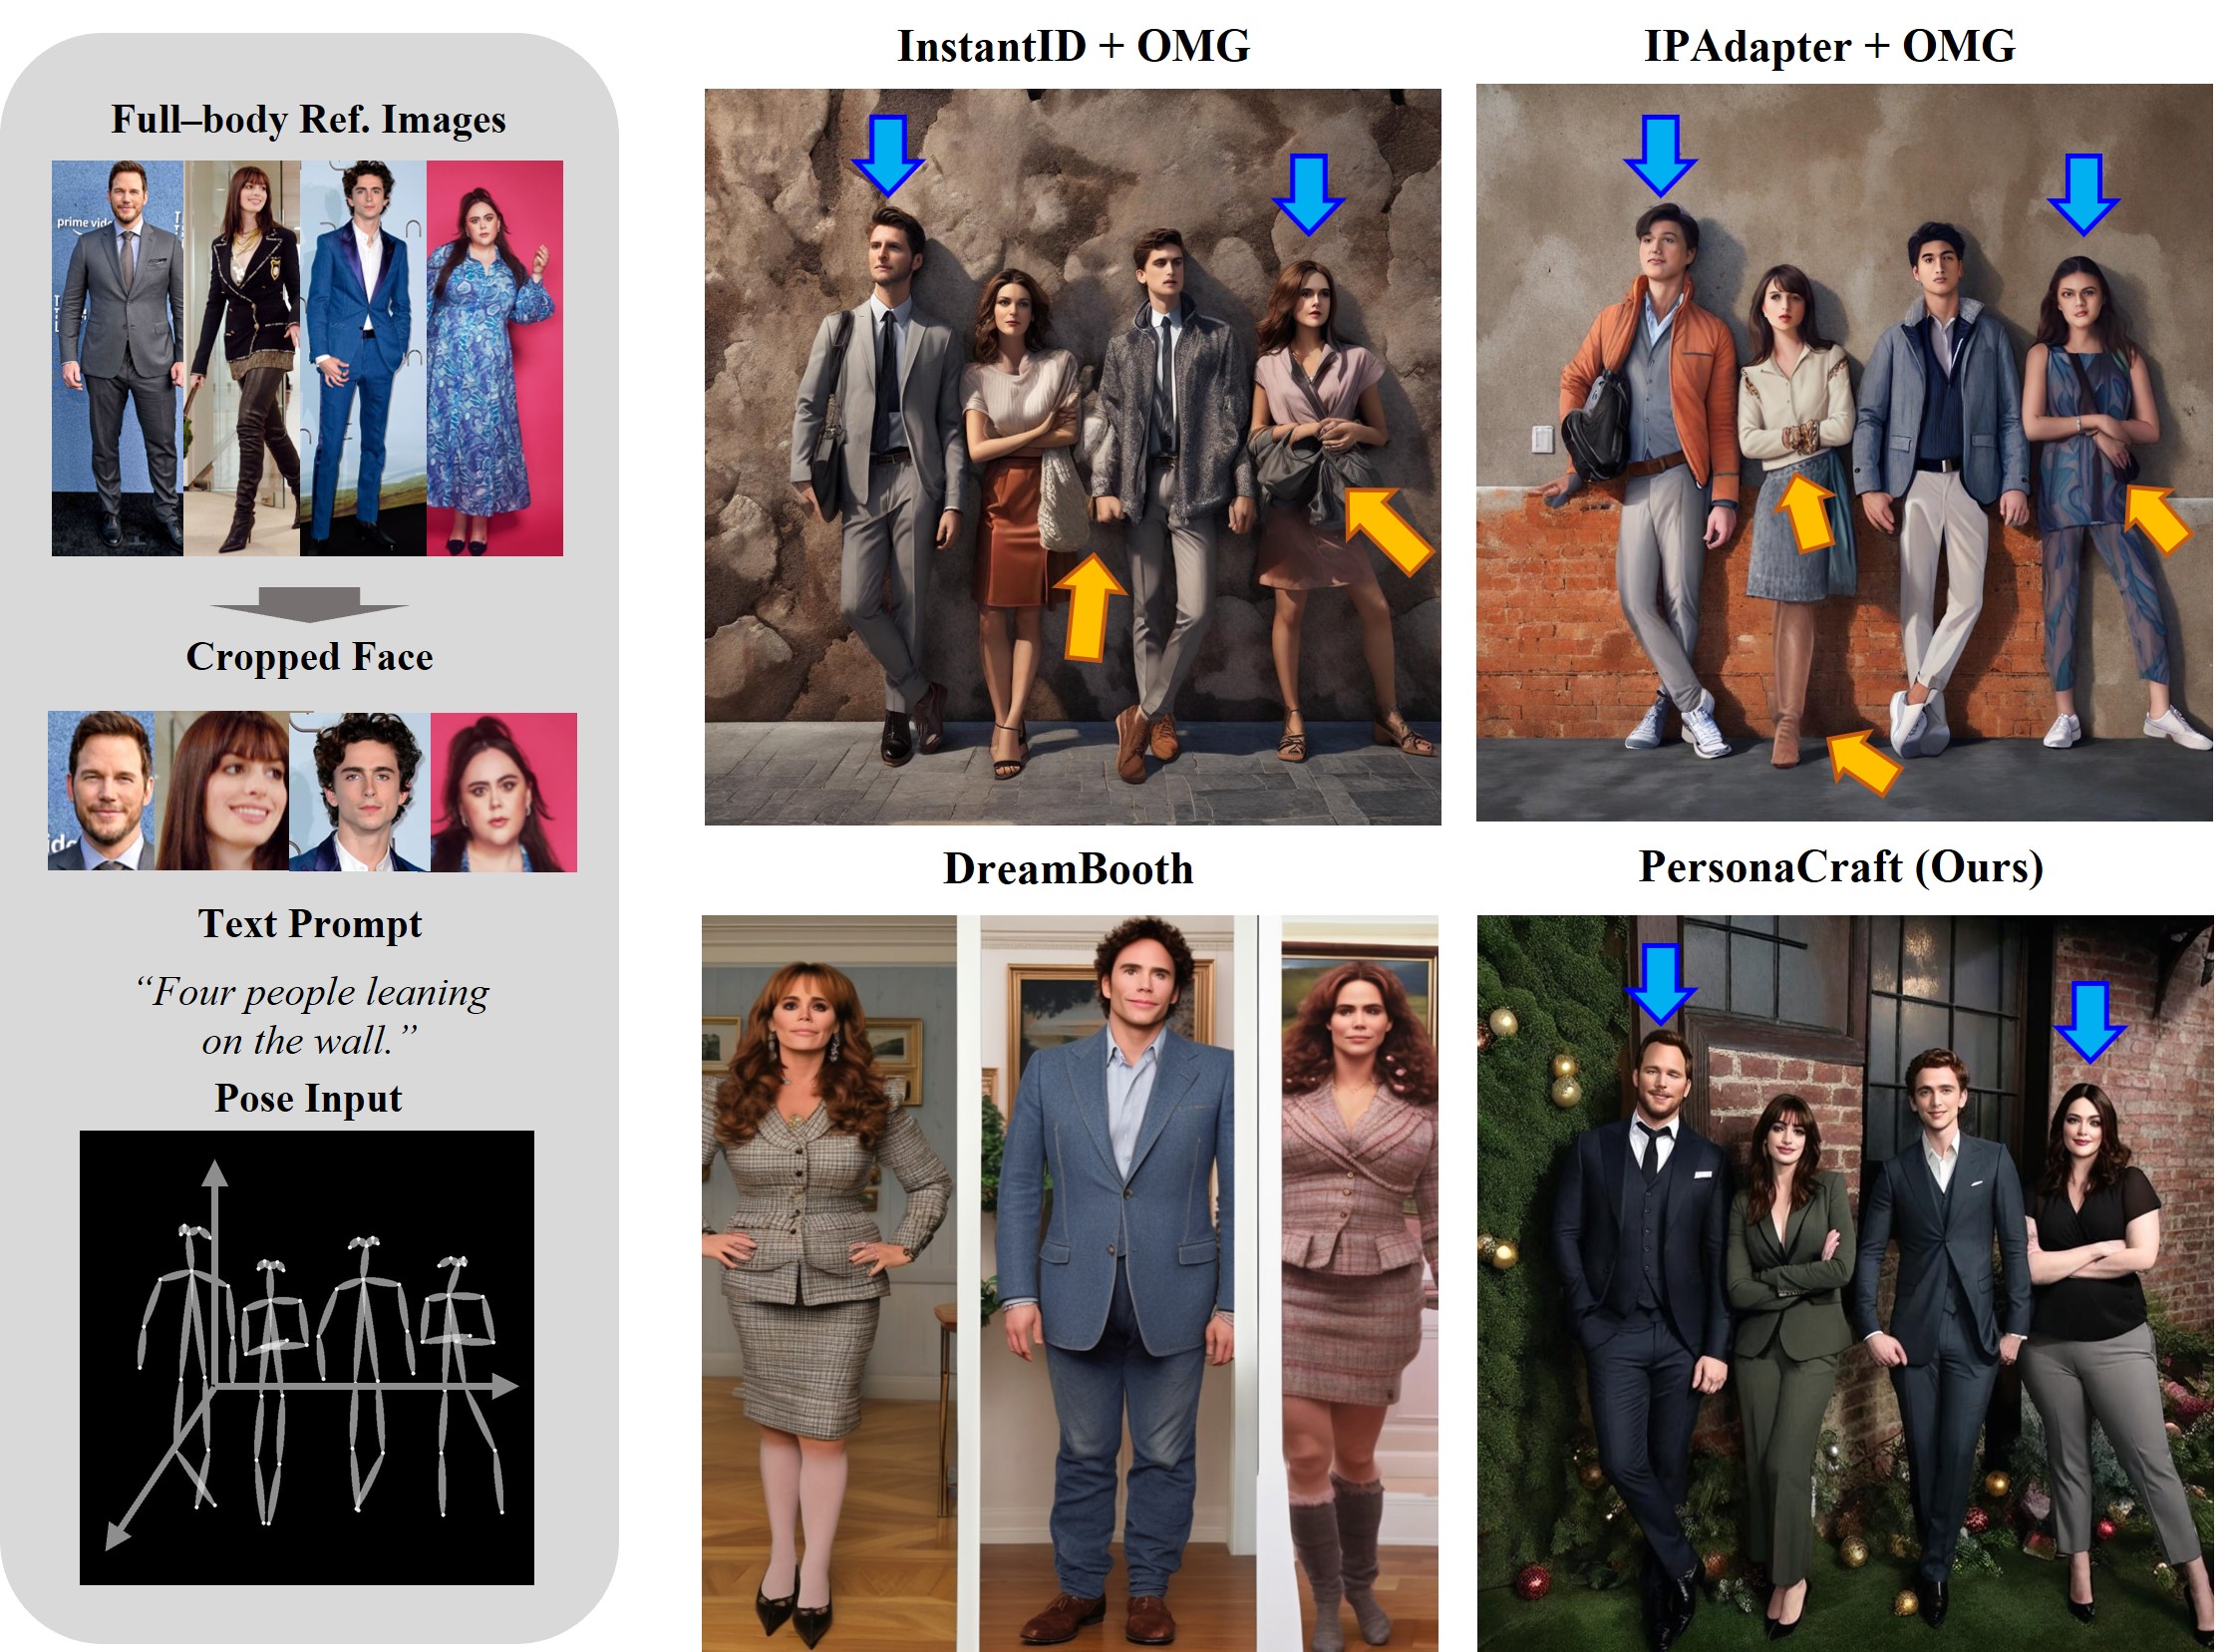 Full–body Ref. Images
prime video
Cropped Face
Text Prompt
“Four people leaning
on the wall.”
Pose Input
InstantID + OMG
IPAdapter + OMG
DreamBooth
PersonaCraft (Ours)